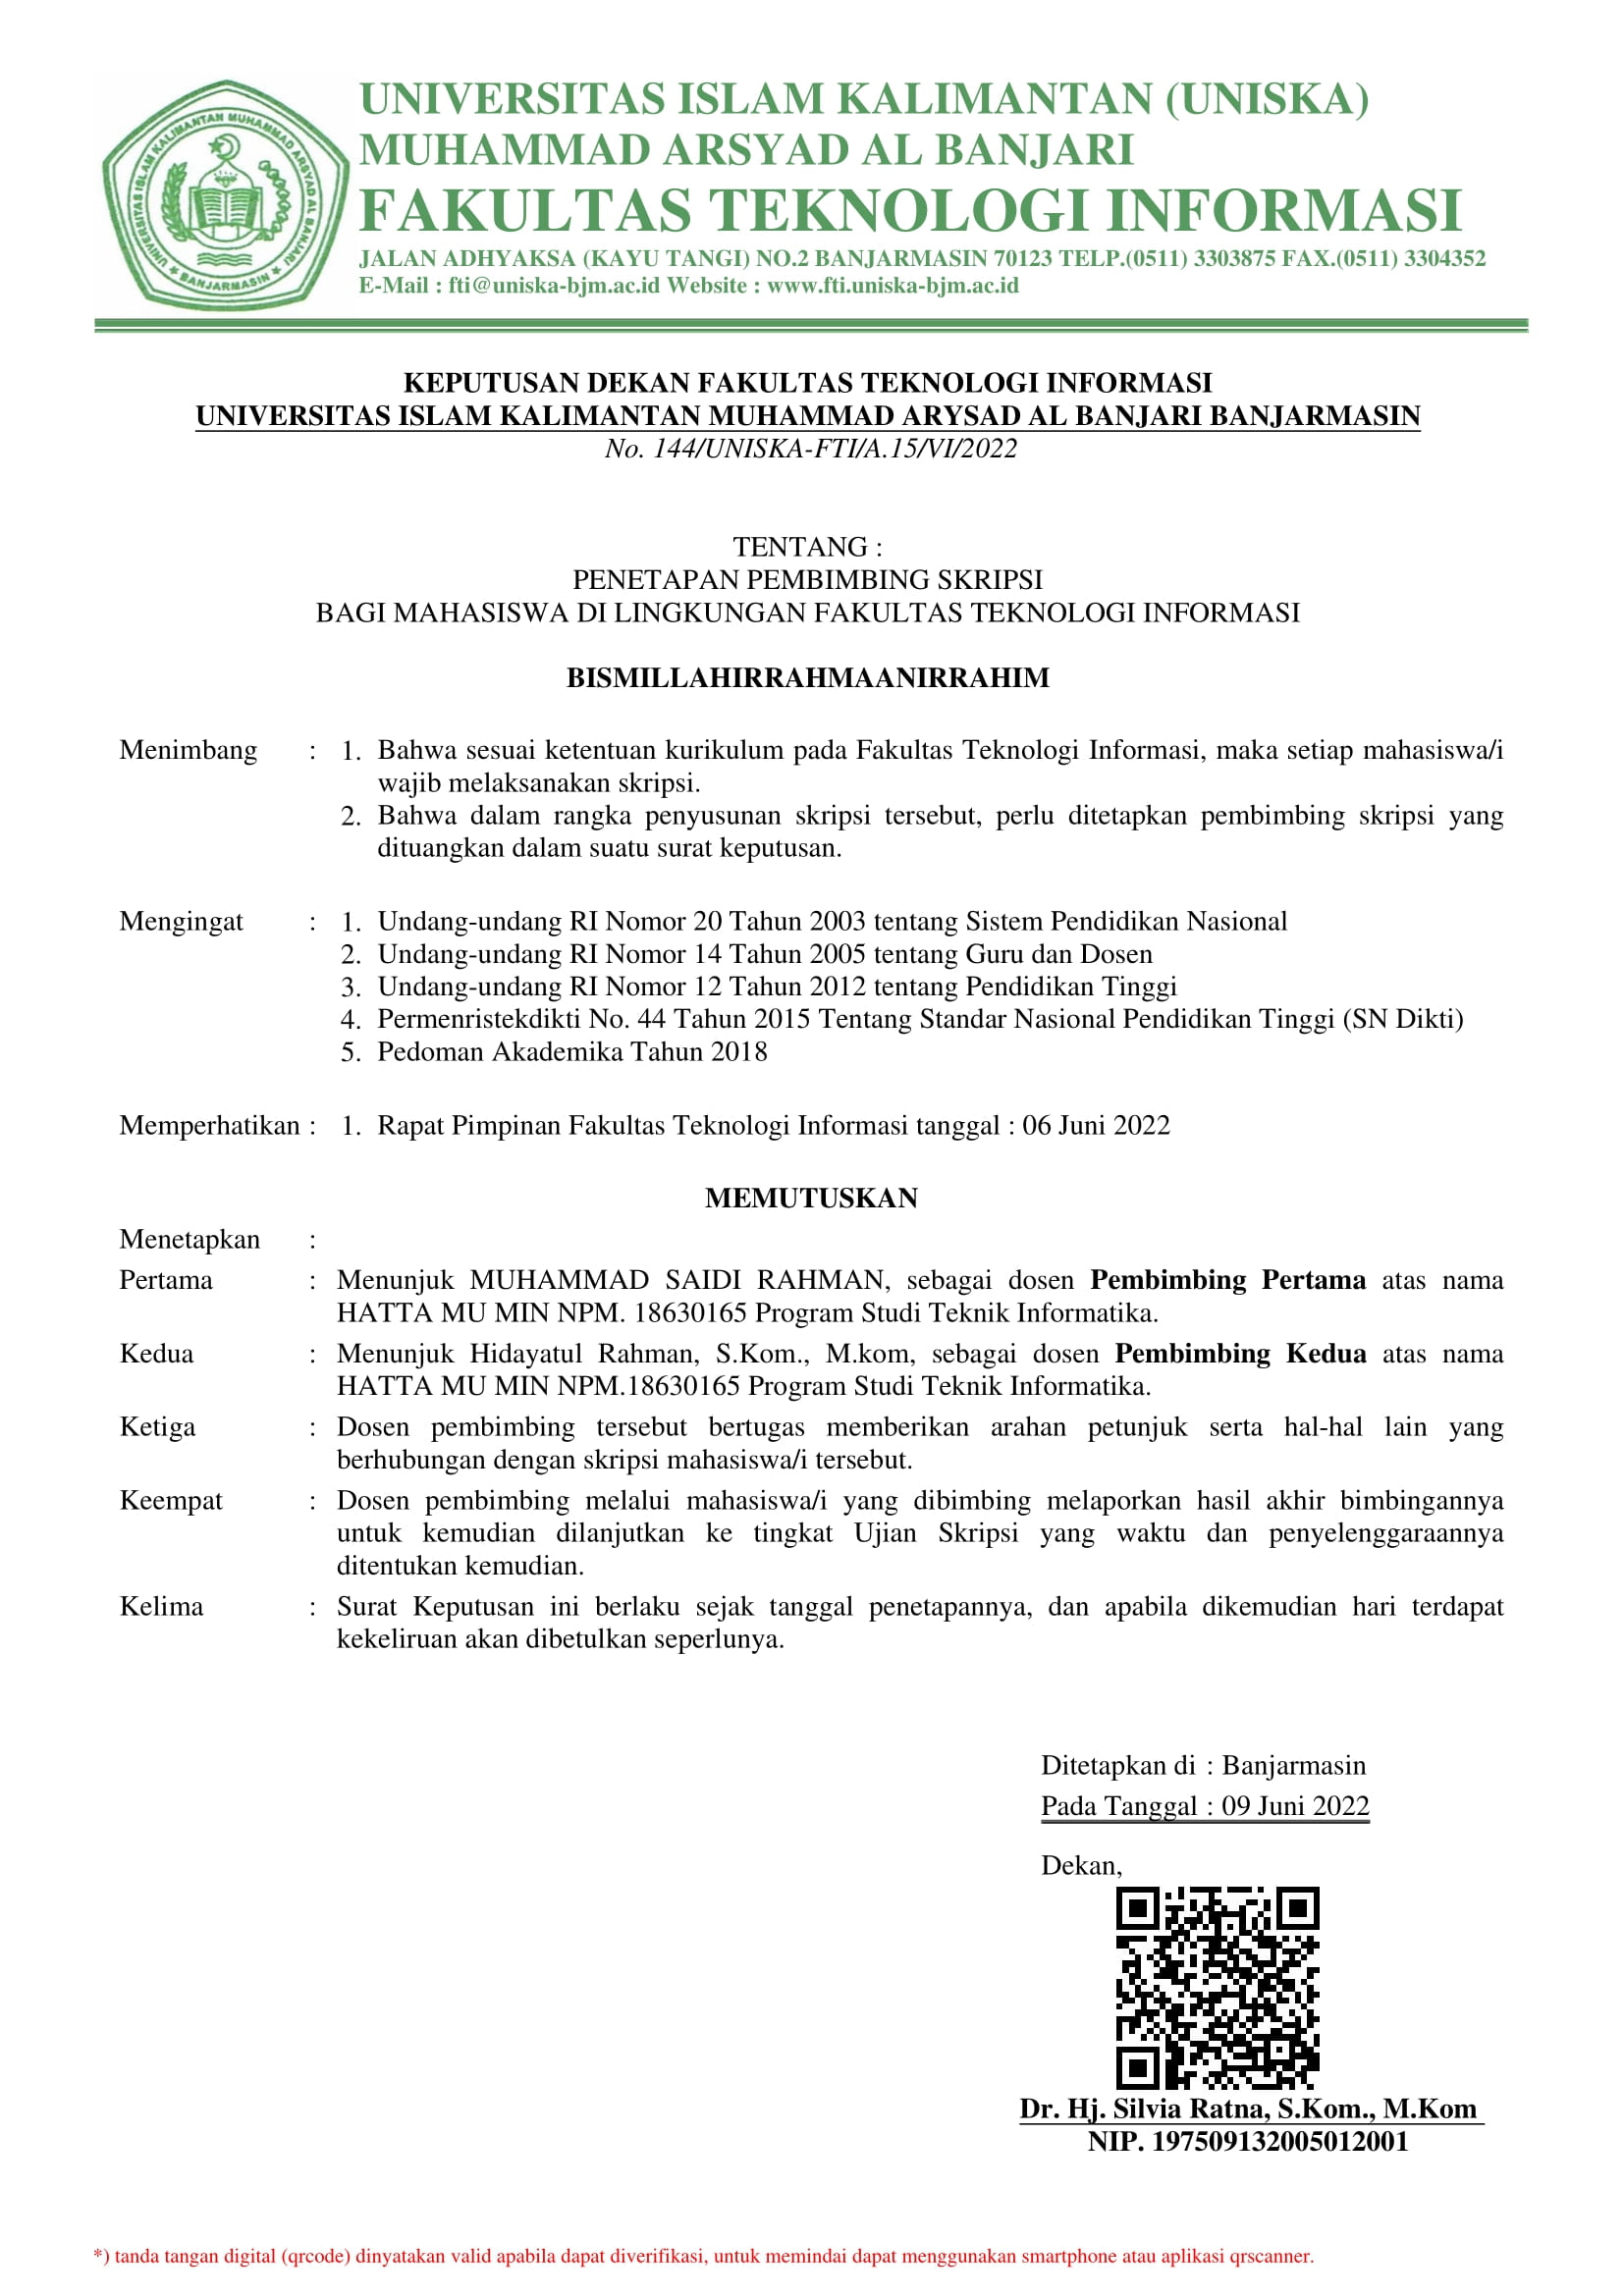 UNIVERSITAS ISLAM KALIMANTAN MUHAMMAD ARSYAD AL BANJARI
BANJARMASIN
UNIVERSITAS ISLAM KALIMANTAN (UNISKA)
MUHAMMAD ARSYAD AL BANJARI
FAKULTAS TEKNOLOGI INFORMASI
JALAN ADHYAKSA (KAYU TANGI) NO.2 BANJARMASIN 70123 TELP.(0511) 3303875 FAX.(0511) 3304352
E-Mail : fti@uniska-bjm.ac.id Website : www.fti.uniska-bjm.ac.id
KEPUTUSAN DEKAN FAKULTAS TEKNOLOGI INFORMASI
UNIVERSITAS ISLAM KALIMANTAN MUHAMMAD ARYSAD AL BANJARI BANJARMASIN
No. 144/UNISKA-FTI/A.15/VI/2022
TENTANG :
PENETAPAN PEMBIMBING SKRIPSI
BAGI MAHASISWA DI LINGKUNGAN FAKULTAS TEKNOLOGI INFORMASI
BISMILLAHIRRAHMAANIRRAHIM
Menimbang : 1. Bahwa sesuai ketentuan kurikulum pada Fakultas Teknologi Informasi, maka setiap mahasiswa/i
wajib melaksanakan skripsi.
2. Bahwa dalam rangka penyusunan skripsi tersebut, perlu ditetapkan pembimbing skripsi yang
dituangkan dalam suatu surat keputusan.
Mengingat : 1. Undang-undang RI Nomor 20 Tahun 2003 tentang Sistem Pendidikan Nasional
2. Undang-undang RI Nomor 14 Tahun 2005 tentang Guru dan Dosen
3. Undang-undang RI Nomor 12 Tahun 2012 tentang Pendidikan Tinggi
4. Permenristekdikti No. 44 Tahun 2015 Tentang Standar Nasional Pendidikan Tinggi (SN Dikti)
5. Pedoman Akademika Tahun 2018
Memperhatikan : 1. Rapat Pimpinan Fakultas Teknologi Informasi tanggal : 06 Juni 2022
MEMUTUSKAN
Menetapkan :
Pertama : Menunjuk MUHAMMAD SAIDI RAHMAN, sebagai dosen Pembimbing Pertama atas nama
HATTA MU MIN NPM. 18630165 Program Studi Teknik Informatika.
Kedua : Menunjuk Hidayatul Rahman, S.Kom., M.kom, sebagai dosen Pembimbing Kedua atas nama
HATTA MU MIN NPM.18630165 Program Studi Teknik Informatika.
Ketiga : Dosen pembimbing tersebut bertugas memberikan arahan petunjuk serta hal-hal lain yang
berhubungan dengan skripsi mahasiswa/i tersebut.
Keempat : Dosen pembimbing melalui mahasiswa/i yang dibimbing melaporkan hasil akhir bimbingannya
untuk kemudian dilanjutkan ke tingkat Ujian Skripsi yang waktu dan penyelenggaraannya
ditentukan kemudian.
Kelima : Surat Keputusan ini berlaku sejak tanggal penetapannya, dan apabila dikemudian hari terdapat
kekeliruan akan dibetulkan seperlunya.
Ditetapkan di : Banjarmasin
Pada Tanggal : 09 Juni 2022
Dekan,
Dr. Hj. Silvia Ratna, S.Kom., M.Kom
NIP. 197509132005012001
*) tanda tangan digital (qrcode) dinyatakan valid apabila dapat diverifikasi, untuk memindai dapat menggunakan smartphone atau aplikasi qrscanner.